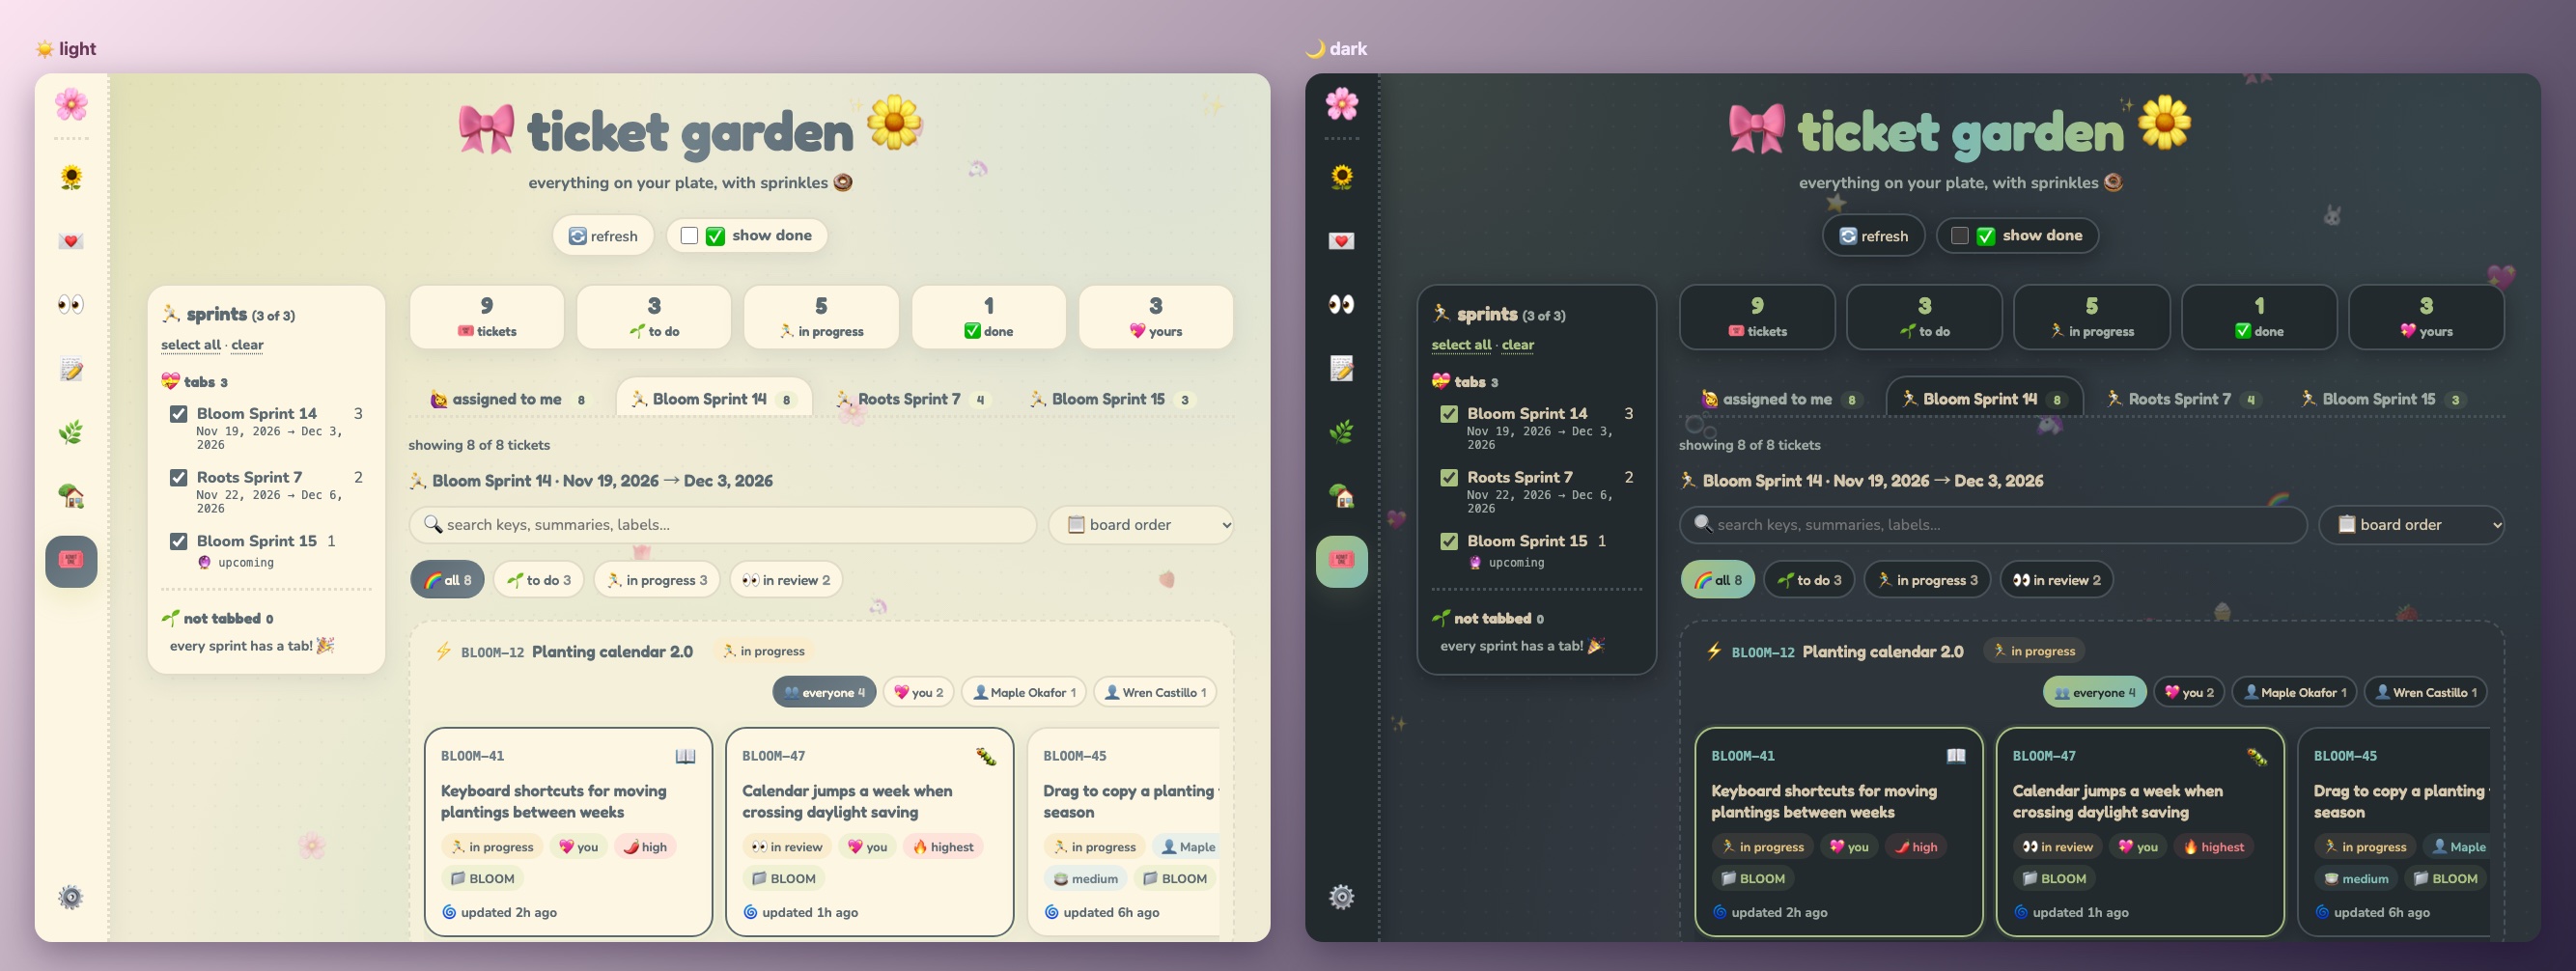 light
ticket garden
everything on your plate, with sprinkles
refresh
show done
sprints (3 of 3)
select all · clear
tabs 3
Bloom Sprint 14 3
Nov 19, 2026 → Dec 3,
2026
Roots Sprint 7 2
Nov 22, 2026 → Dec 6,
2026
Bloom Sprint 15 1
upcoming
not tabbed 0
every sprint has a tab!
9
tickets
3
to do
5
in progress
1
done
3
yours
assigned to me 8
Bloom Sprint 14 8
Roots Sprint 7 4
Bloom Sprint 15 3
showing 8 of 8 tickets
Bloom Sprint 14 · Nov 19, 2026 → Dec 3, 2026
search keys, summaries, labels...
board order
all 8
to do 3
in progress 3
in review 2
BLOOM-12 Planting calendar 2.0 in progress
everyone 4
you 2
Maple Okafor 1
Wren Castillo 1
BLOOM-41
Keyboard shortcuts for moving
plantings between weeks
in progress you high
BLOOM
updated 2h ago
BLOOM-47
Calendar jumps a week when
crossing daylight saving
in review you highest
BLOOM
updated 1h ago
BLOOM-45
Drag to copy a planting
season
in progress Maple
medium BLOOM
updated 6h ago
dark
ticket garden
everything on your plate, with sprinkles
refresh
show done
sprints (3 of 3)
select all · clear
tabs 3
Bloom Sprint 14 3
Nov 19, 2026 → Dec 3,
2026
Roots Sprint 7 2
Nov 22, 2026 → Dec 6,
2026
Bloom Sprint 15 1
upcoming
not tabbed 0
every sprint has a tab!
9
tickets
3
to do
5
in progress
1
done
3
yours
assigned to me 8
Bloom Sprint 14 8
Roots Sprint 7 4
Bloom Sprint 15 3
showing 8 of 8 tickets
Bloom Sprint 14 · Nov 19, 2026 → Dec 3, 2026
search keys, summaries, labels...
board order
all 8
to do 3
in progress 3
in review 2
BLOOM-12 Planting calendar 2.0 in progress
everyone 4
you 2
Maple Okafor 1
Wren Castillo 1
BLOOM-41
Keyboard shortcuts for moving
plantings between weeks
in progress you high
BLOOM
updated 2h ago
BLOOM-47
Calendar jumps a week when
crossing daylight saving
in review you highest
BLOOM
updated 1h ago
BLOOM-45
Drag to copy a planting
season
in progress Maple
medium BLOOM
updated 6h ago